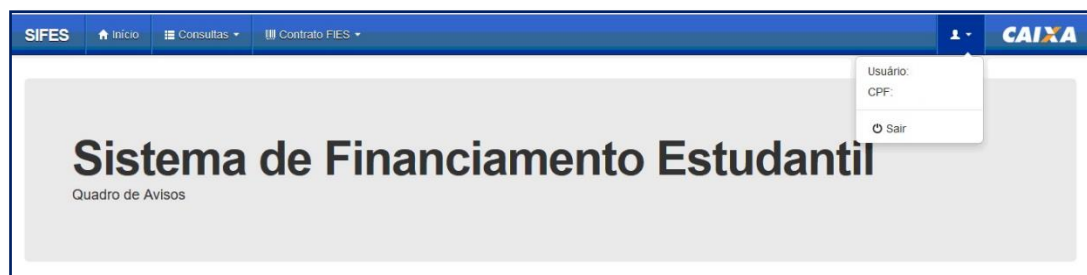 SIFES Início Consultas Contrato FIES CAIXA
Usuário:
CPF:
Sair
Sistema de Financiamento Estudantil
Quadro de Avisos